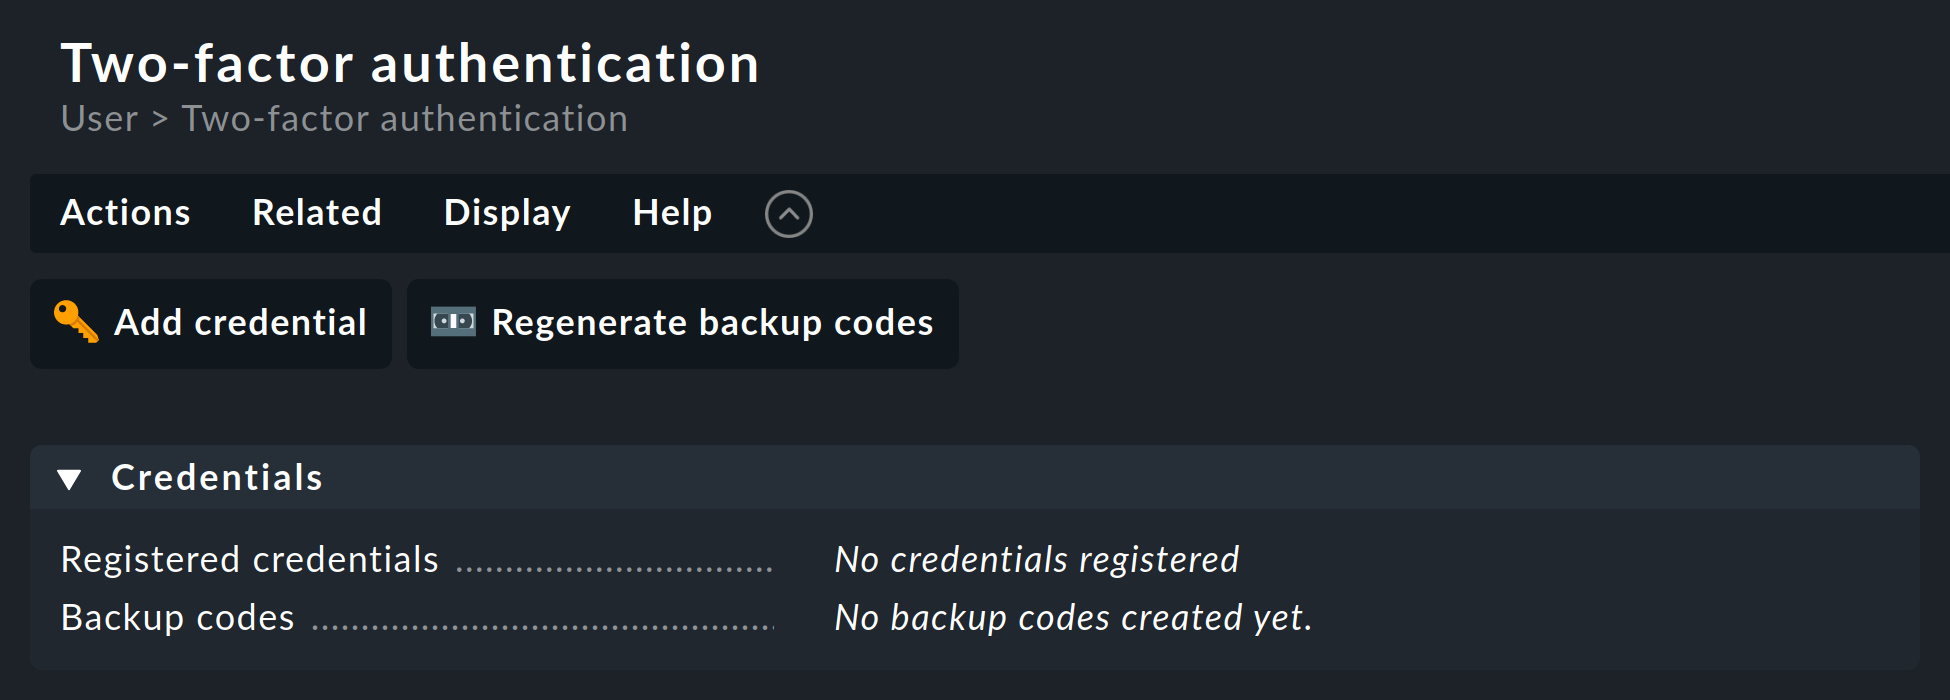 Two-factor authentication
User > Two-factor authentication
Actions Related Display Help
Add credential Regenerate backup codes
Credentials
Registered credentials ................................ No credentials registered
Backup codes ............................................... No backup codes created yet.